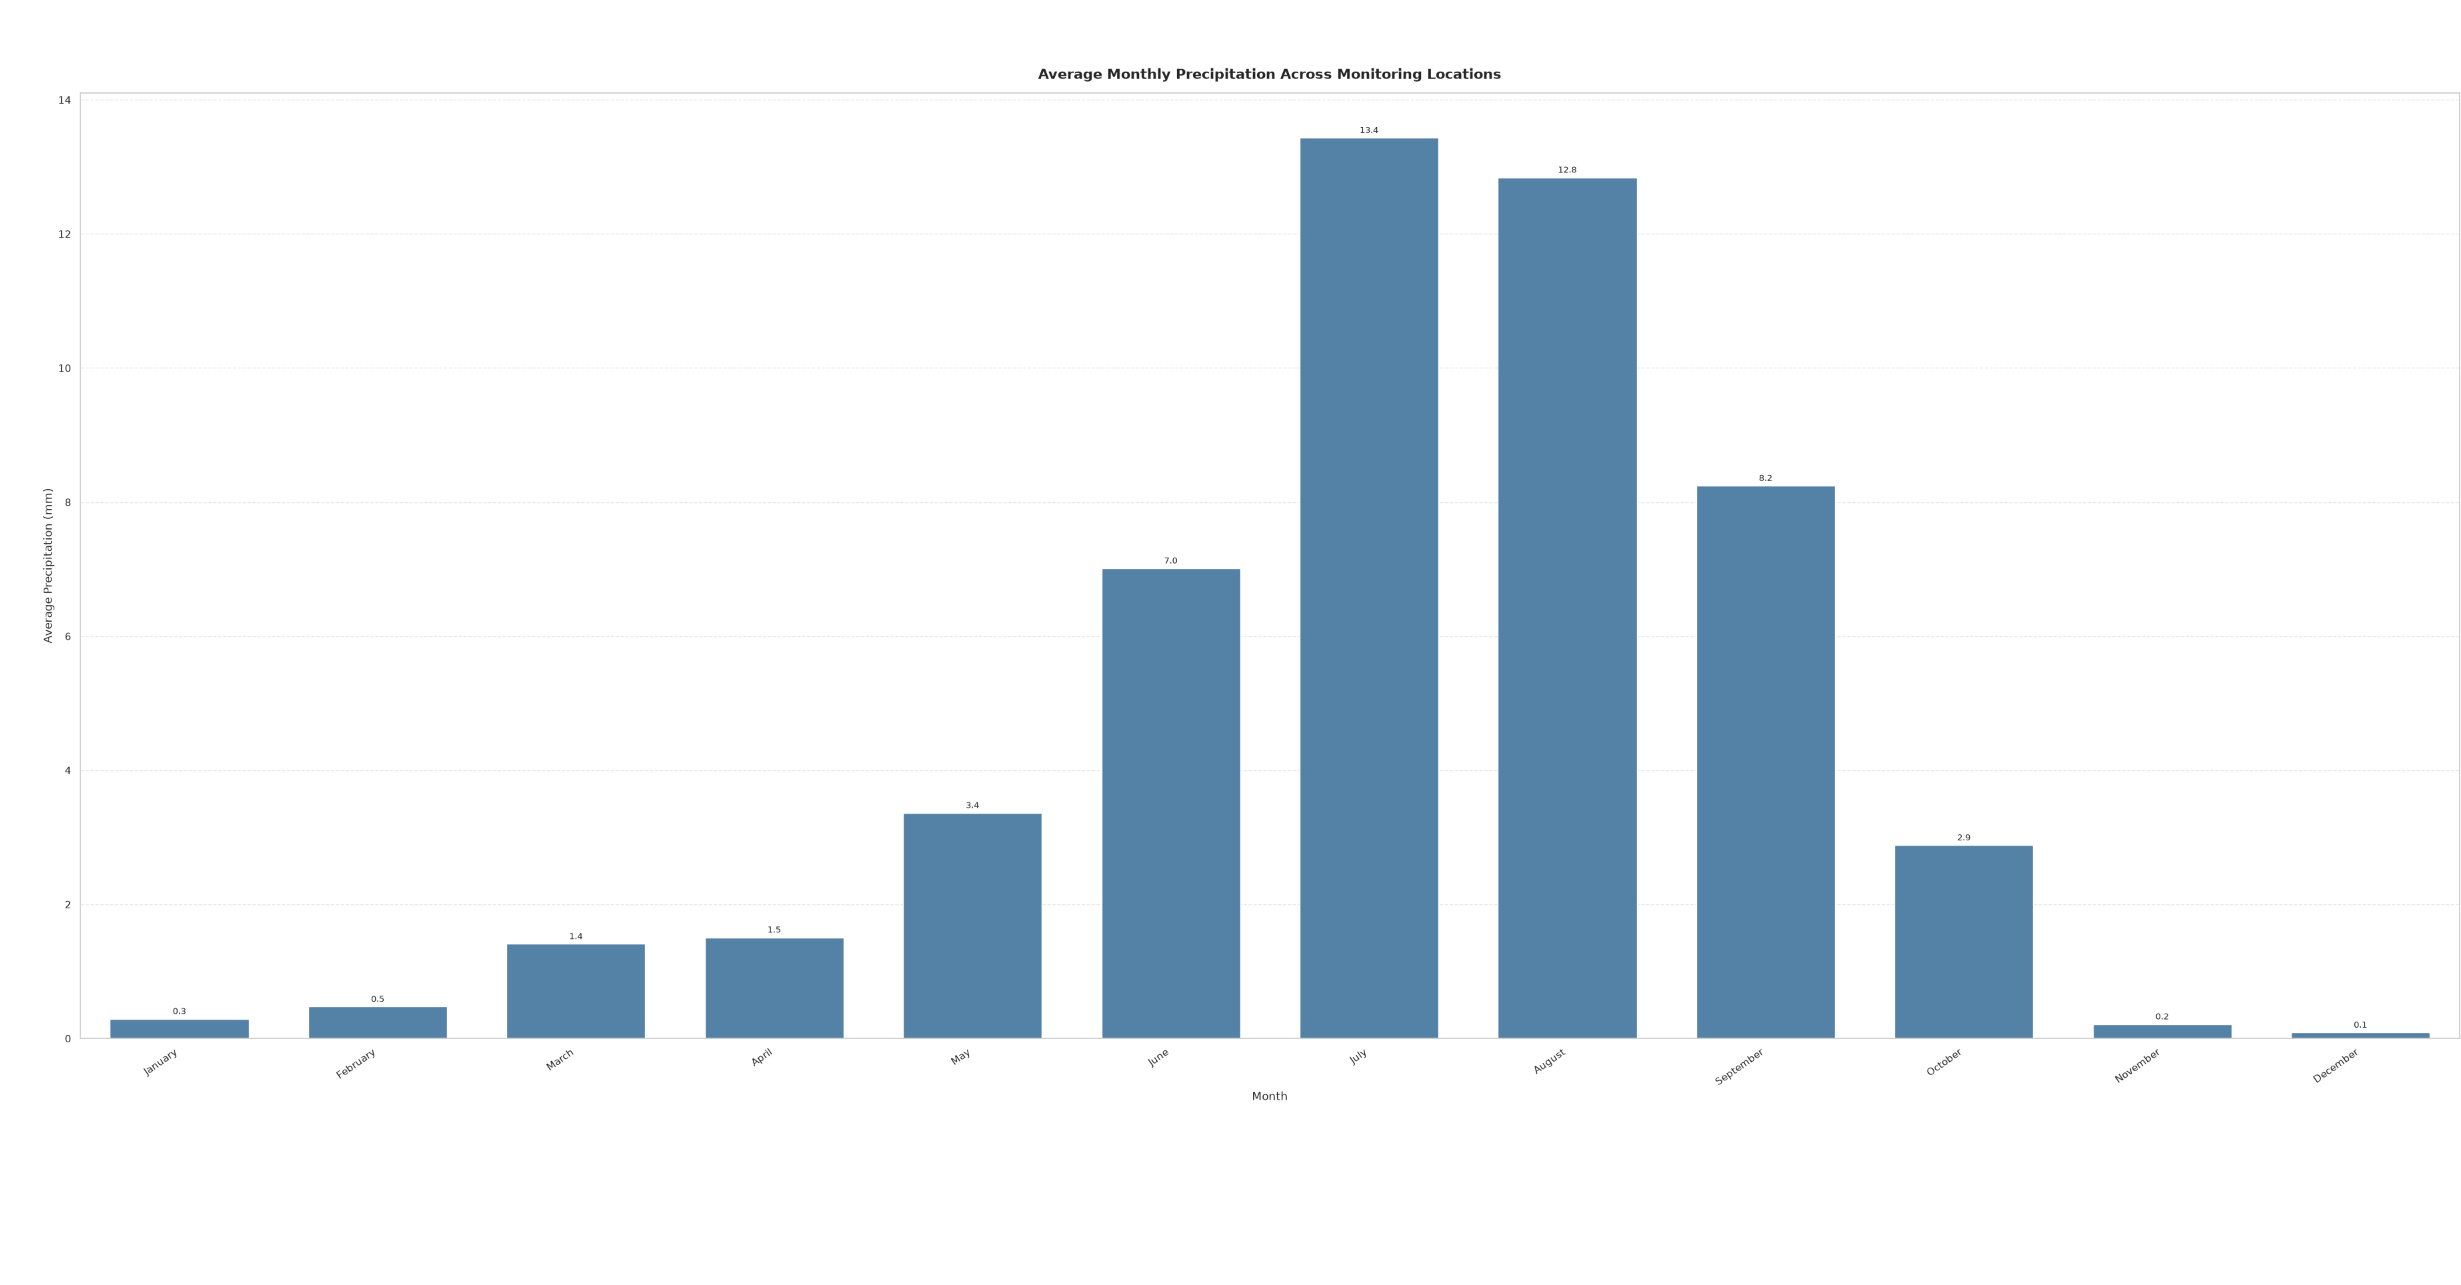 Average Monthly Precipitation Across Monitoring Locations
Average Precipitation (mm)
14
12
10
8
6
4
2
0
0.3
0.5
1.4
1.5
3.4
7.0
13.4
12.8
8.2
2.9
0.2
0.1
January
February
March
April
May
June
July
August
September
October
November
December
Month